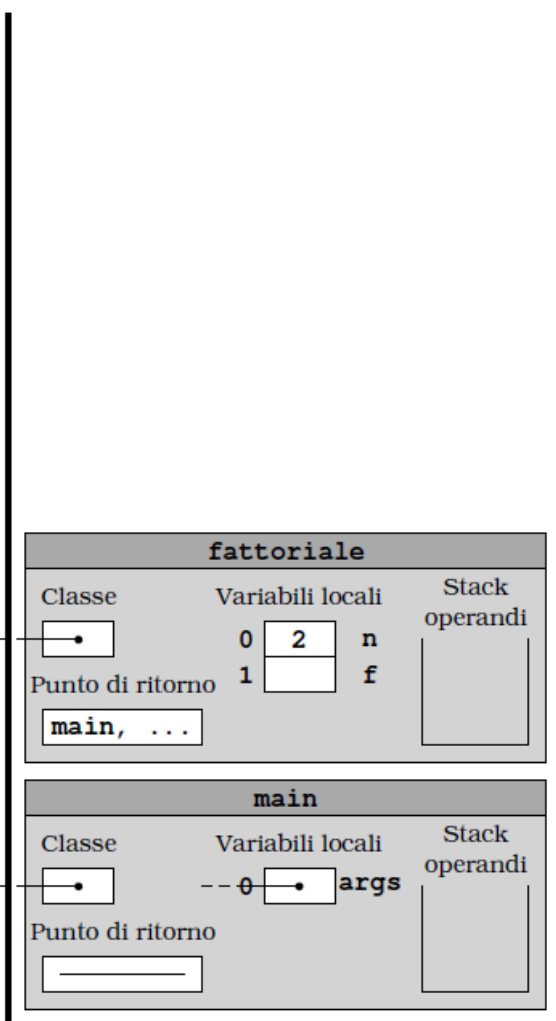 fattoriale
Classe
Variabili locali
Stack
operandi
0 2 n
1 f
Punto di ritorno
main, ...
main
Classe
Variabili locali
Stack
operandi
0 args
Punto di ritorno